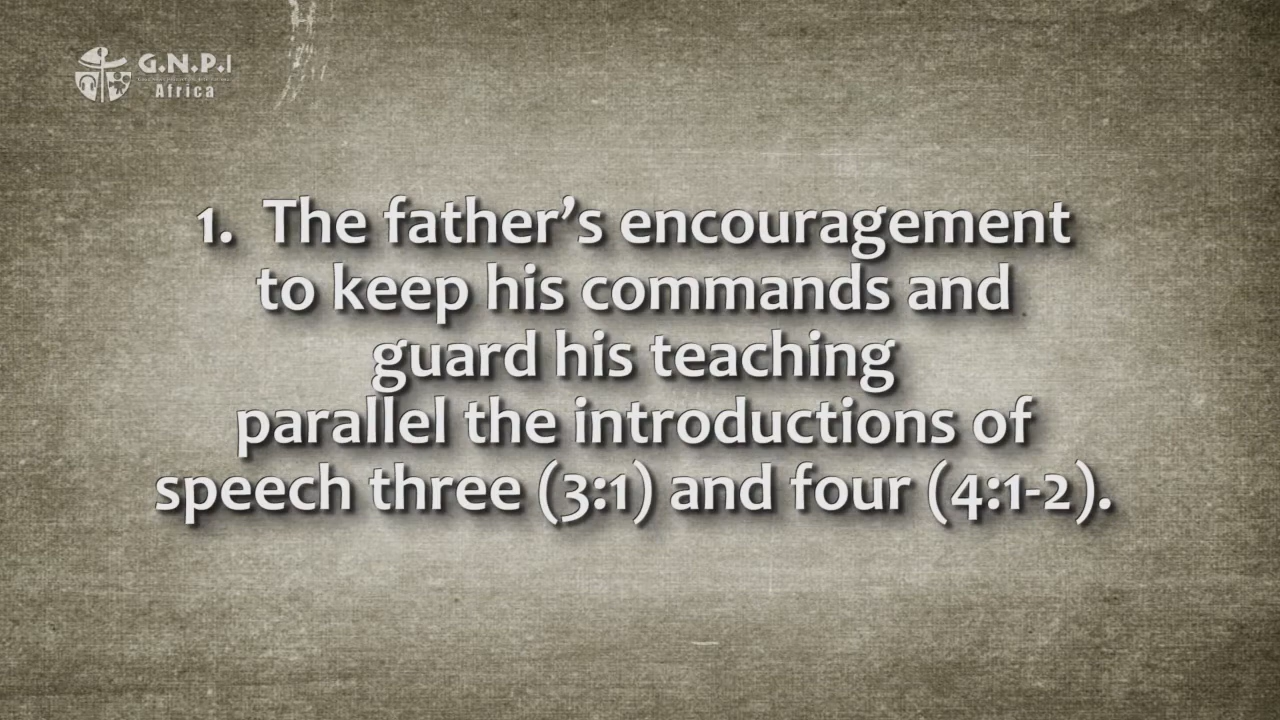 G.N.P.I
Africa
1. The father’s encouragement
to keep his commands and
guard his teaching
parallel the introductions of
speech three (3:1) and four (4:1-2).